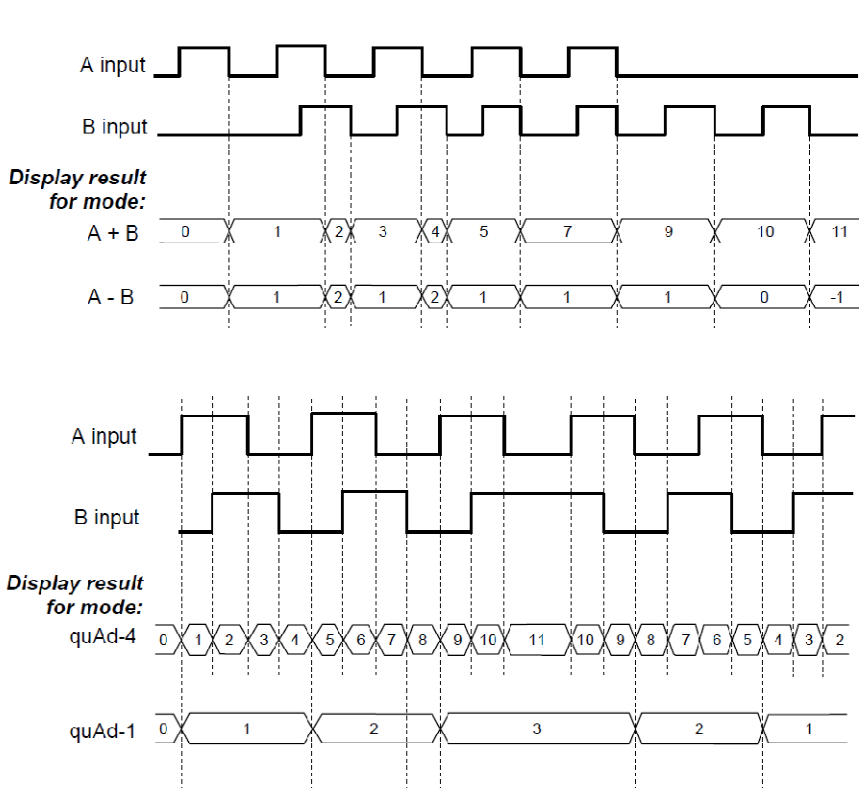 A input
B input
Display result
for mode:
A + B 0 1 2 3 4 5 7 9 10 11
A - B 0 1 2 1 2 1 1 1 0 -1
A input
B input
Display result
for mode:
quAd-4 0 1 2 3 4 5 6 7 8 9 10 11 10 9 8 7 6 5 4 3 2
quAd-1 0 1 2 3 2 1